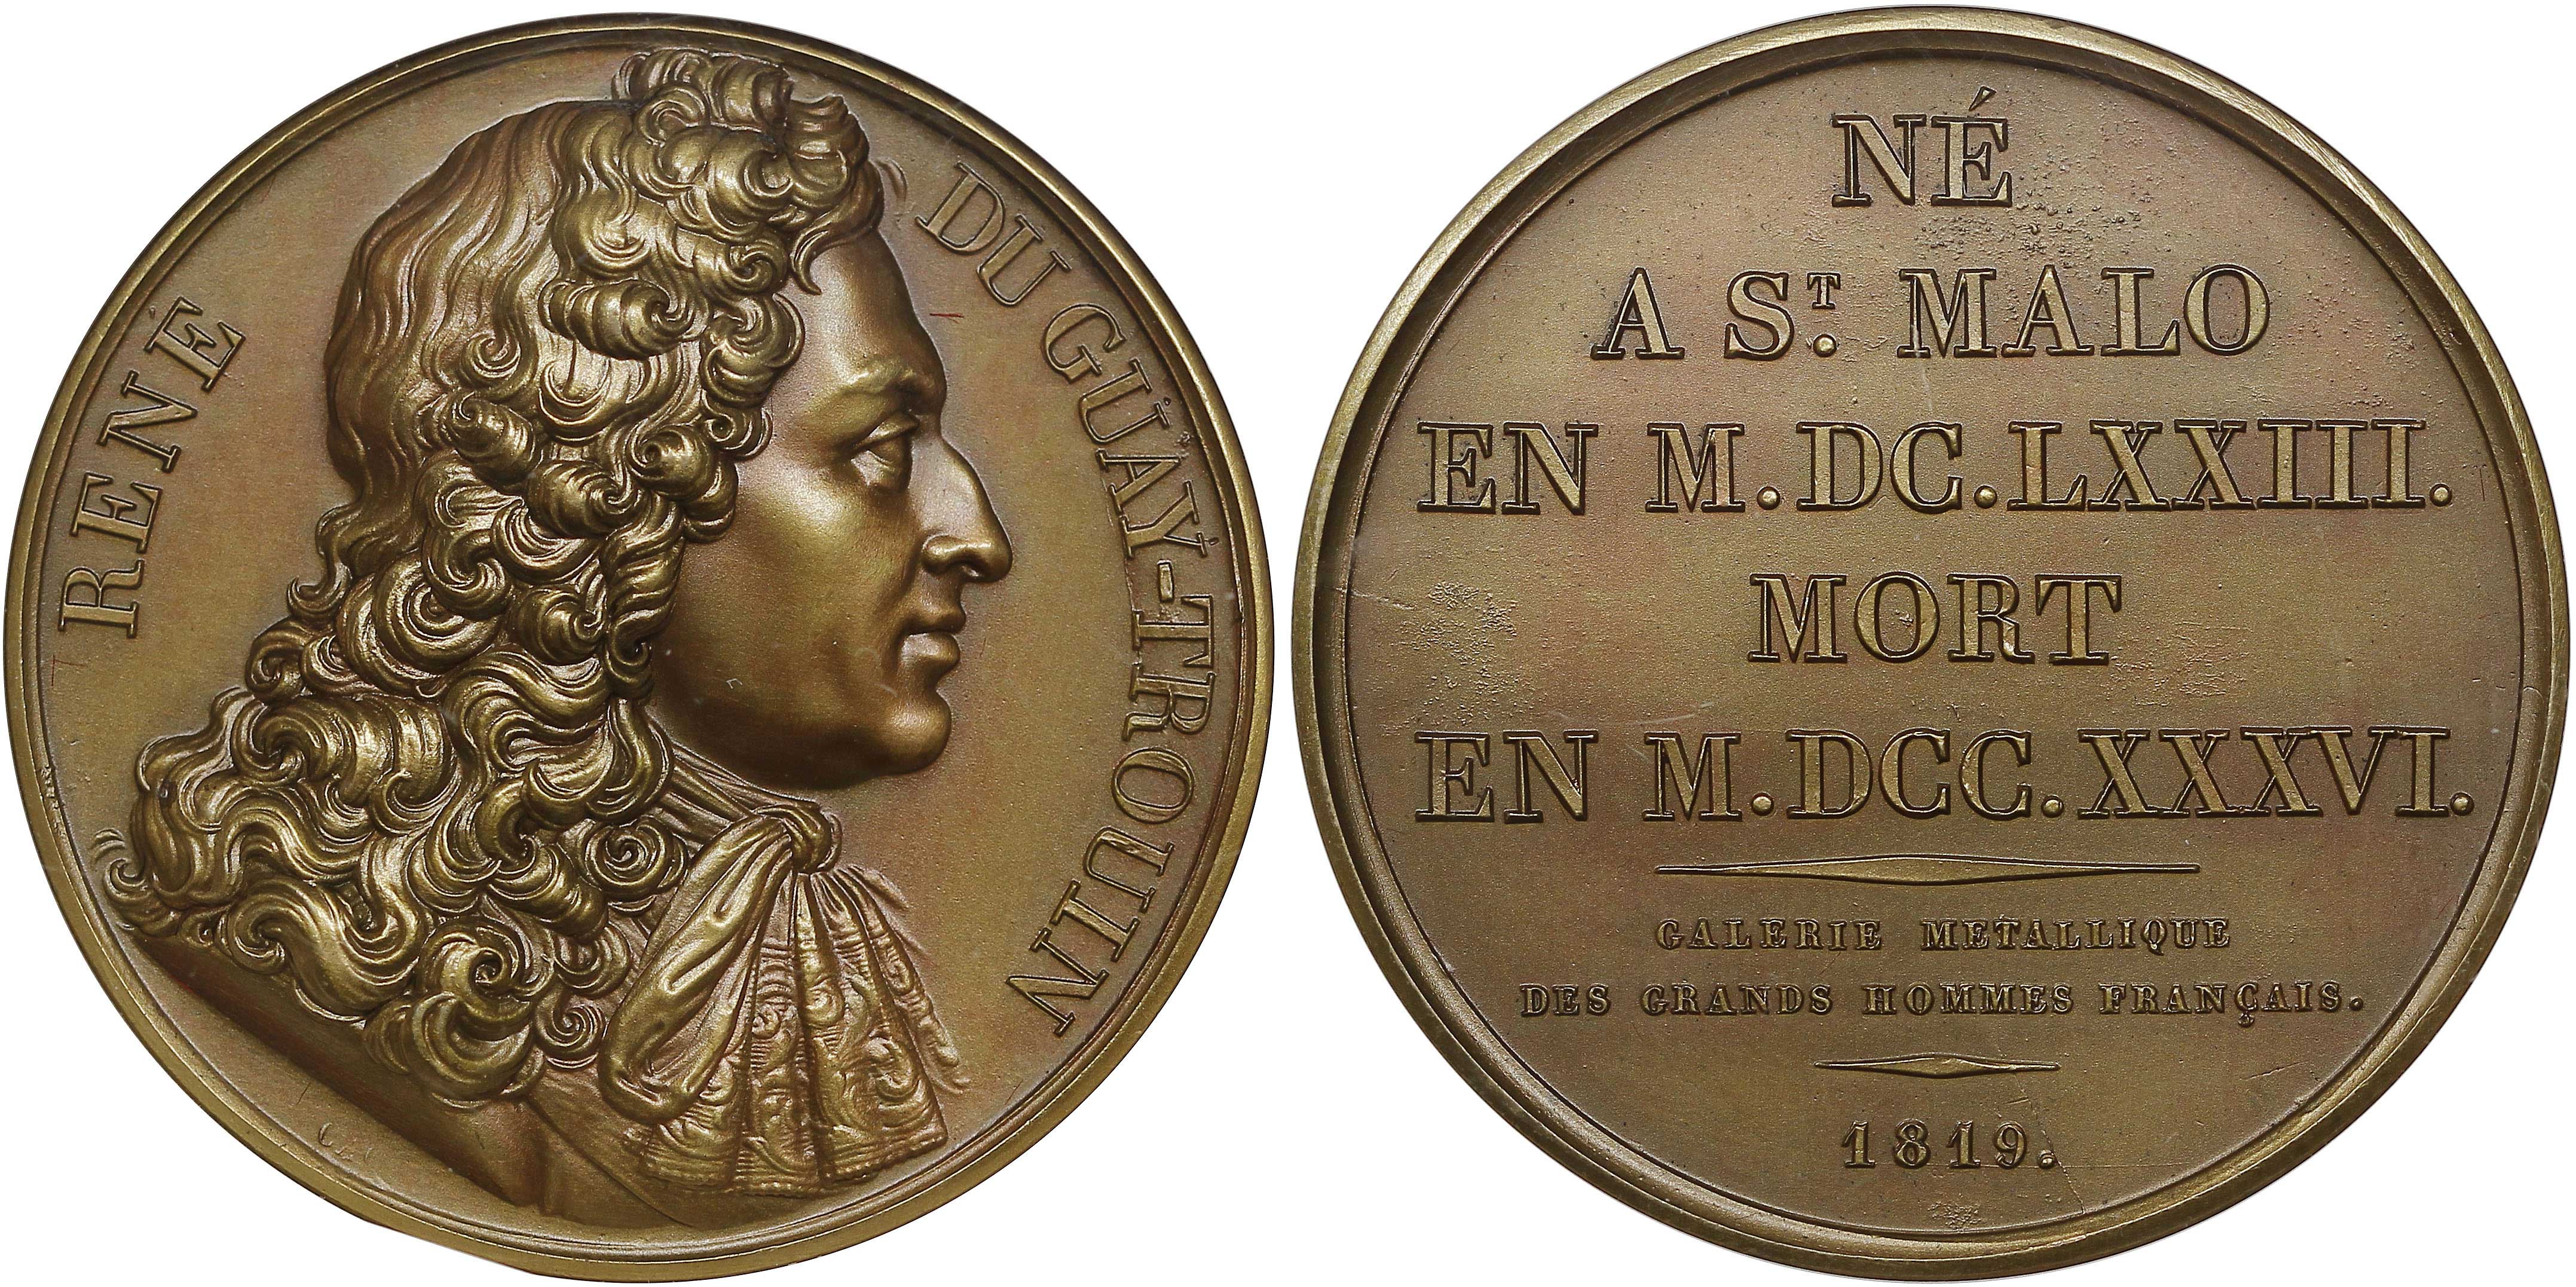 RENÉ DU GUAY-TROUIN
NÉ
A ST. MALO
EN M.DC.LXXIII.
MORT
EN M.DCC.XXXVI.
GALERIE METALLIQUE
DES GRANDS HOMMES FRANÇAIS.
1819.